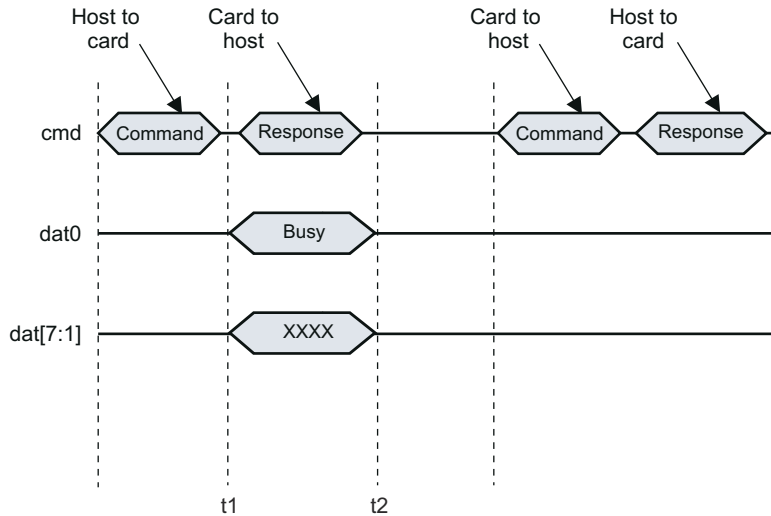 Host to
card
Card to
host
Card to
host
Host to
card
cmd
Command
Response
Command
Response
dat0
Busy
dat[7:1]
XXXX
t1
t2